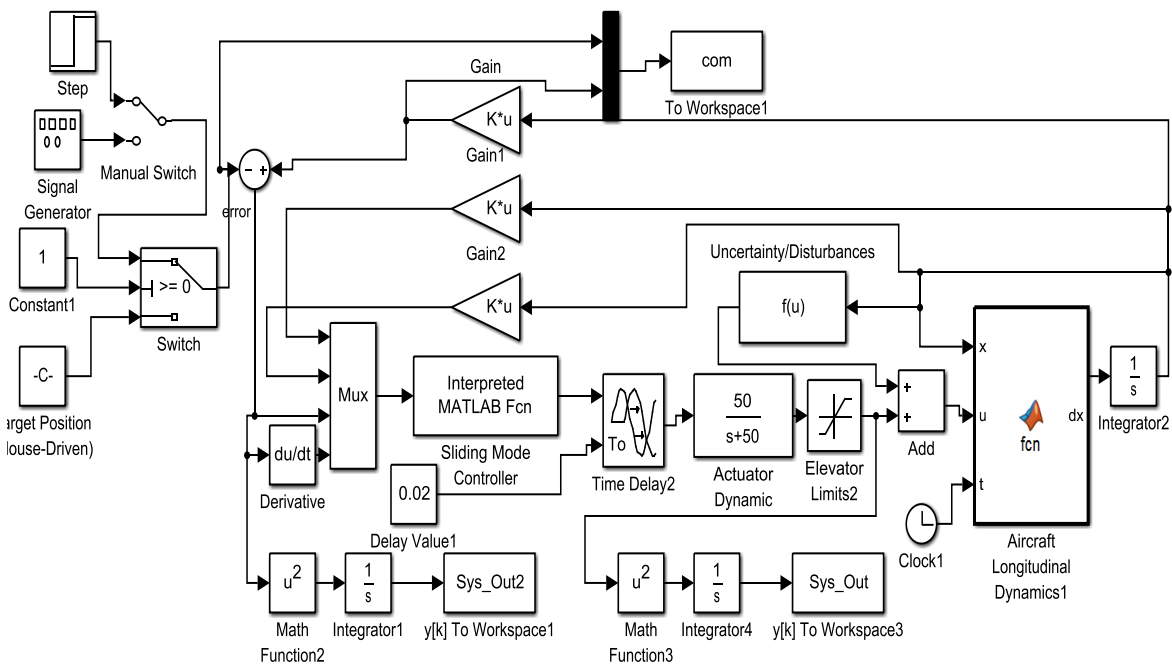 Step
Signal
Generator
Manual Switch
1
Constant1
-C-
arget Position
louse-Driven)
>= 0
Switch
error
- +
Gain
K*u
Gain1
K*u
Gain2
K*u
com
To Workspace1
Mux
du/dt
Derivative
Interpreted
MATLAB Fcn
Sliding Mode
Controller
0.02
Delay Value1
To
Time Delay2
50
s+50
Actuator
Dynamic
Elevator
Limits2
Uncertainty/Disturbances
f(u)
+
+
Add
x
u
t
dx
fcn
Aircraft
Longitudinal
Dynamics1
Clock1
1
s
Integrator2
u²
Math
Function2
1
s
Integrator1
Sys_Out2
y[k] To Workspace1
u²
Math
Function3
1
s
Integrator4
Sys_Out
y[k] To Workspace3